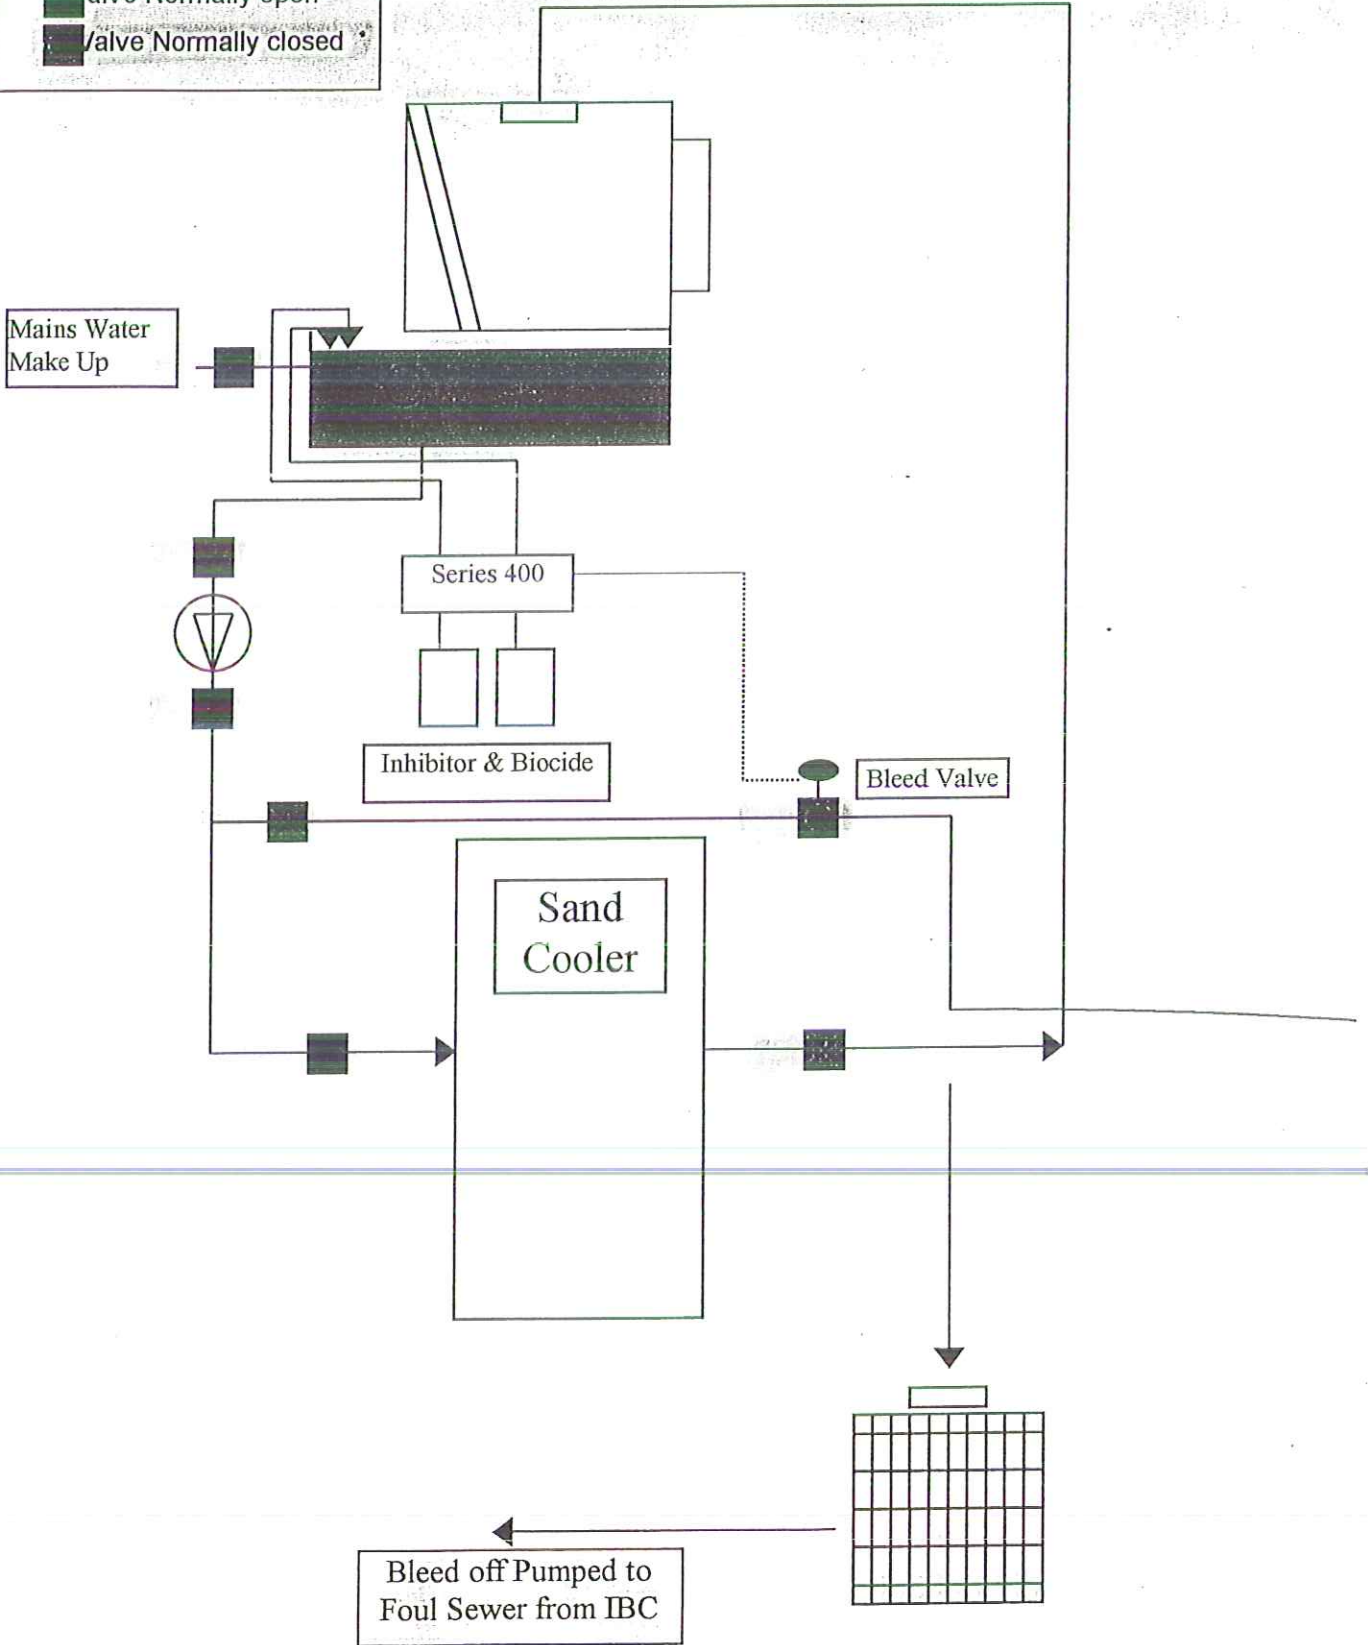 Valve Normally closed
Mains Water
Make Up
Series 400
Inhibitor & Biocide
Bleed Valve
Sand
Cooler
Bleed off Pumped to
Foul Sewer from IBC